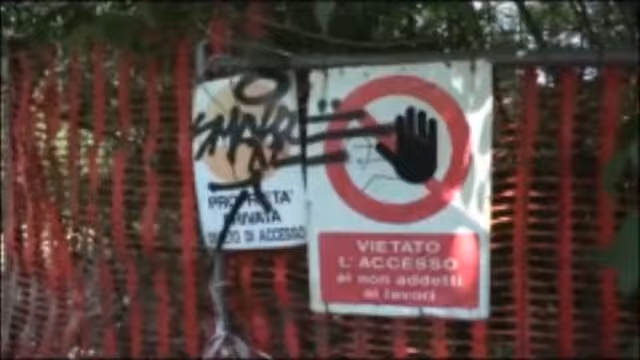 PROPRIETA'
PRIVATA
DIVIETO DI ACCESSO
VIETATO
L'ACCESSO
ai non addetti
ai lavori